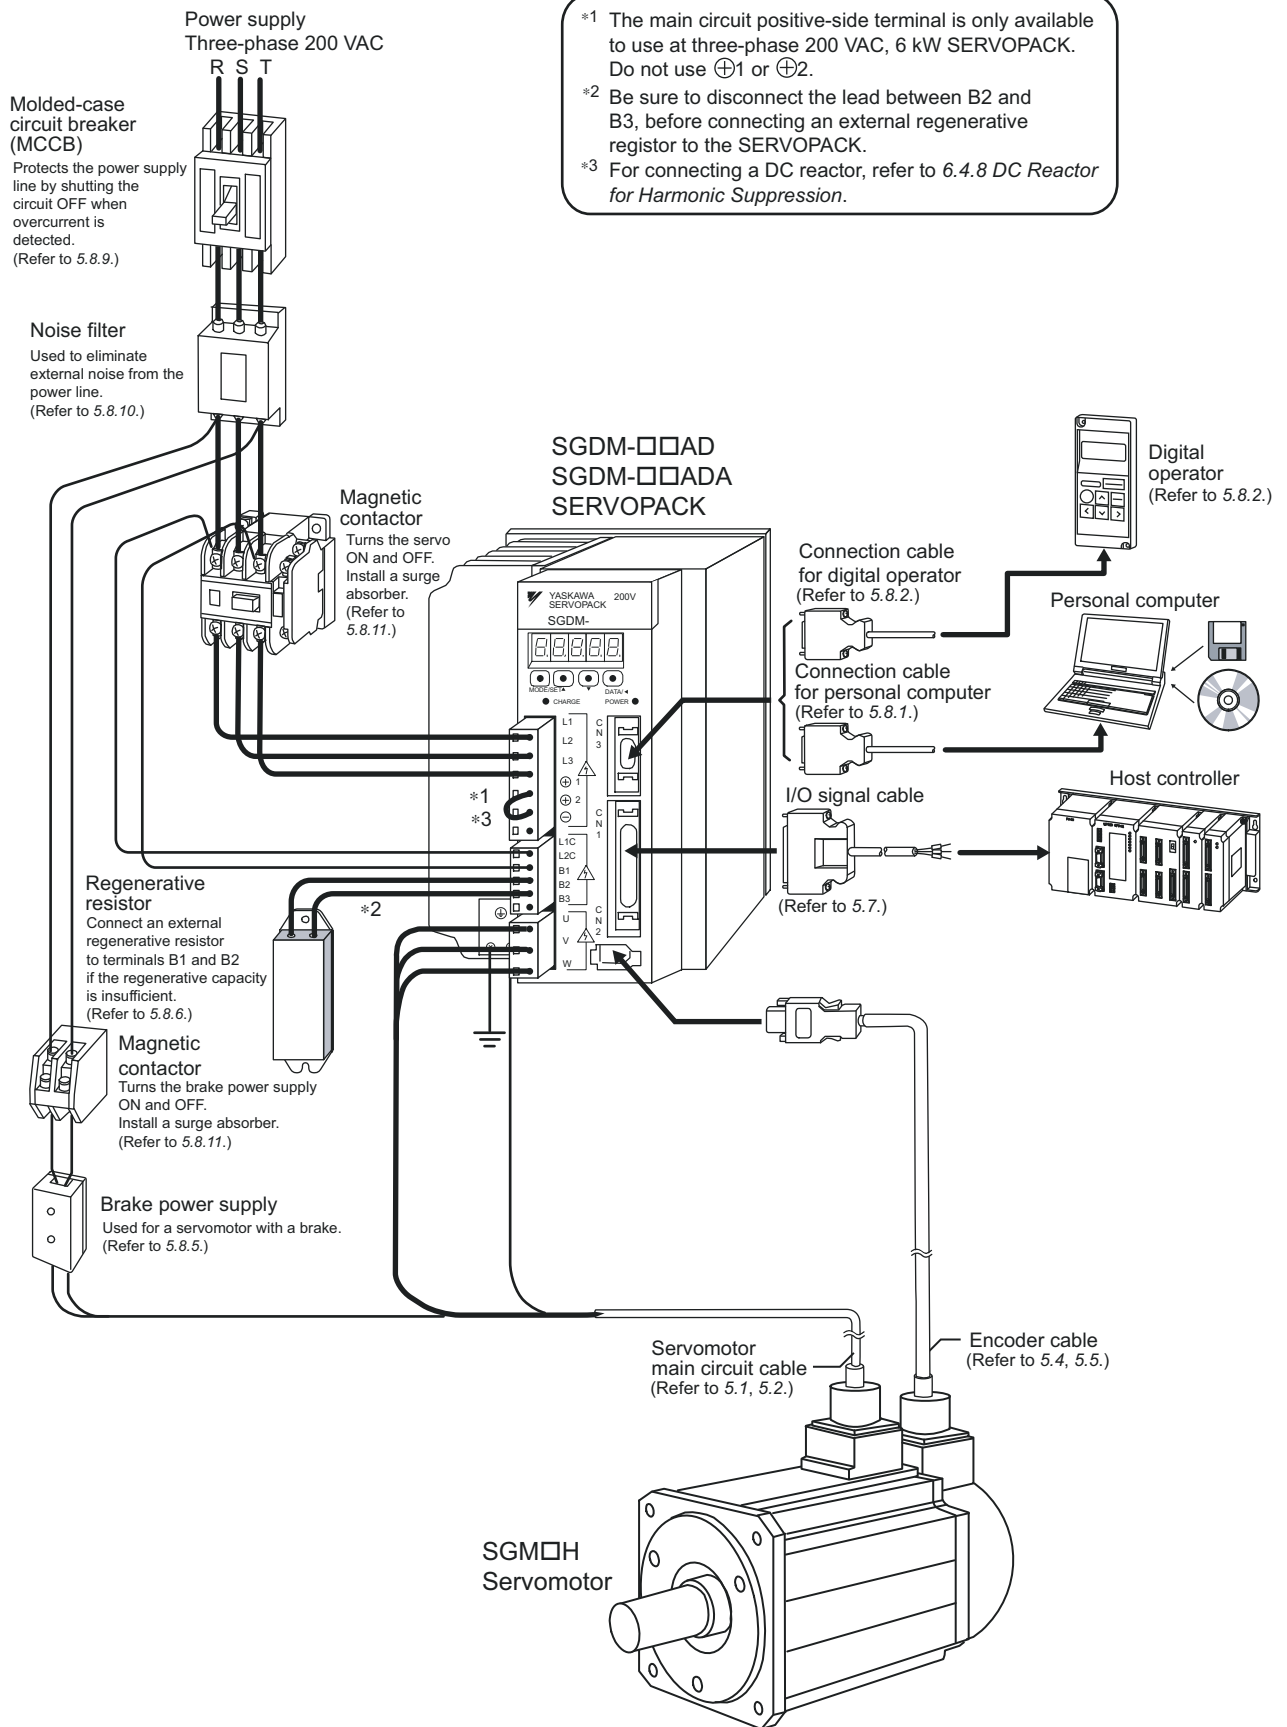 Power supply
Three-phase 200 VAC
R S T
*1 The main circuit positive-side terminal is only available
to use at three-phase 200 VAC, 6 kW SERVOPACK.
Do not use ⊕1 or ⊕2.
*2 Be sure to disconnect the lead between B2 and
B3, before connecting an external regenerative
registor to the SERVOPACK.
*3 For connecting a DC reactor, refer to 6.4.8 DC Reactor
for Harmonic Suppression.
Molded-case
circuit breaker
(MCCB)
Protects the power supply
line by shutting the
circuit OFF when
overcurrent is
detected.
(Refer to 5.8.9.)
Noise filter
Used to eliminate
external noise from the
power line.
(Refer to 5.8.10.)
Magnetic
contactor
Turns the servo
ON and OFF.
Install a surge
absorber.
(Refer to
5.8.11.)
SGDM-□□AD
SGDM-□□ADA
SERVOPACK
YASKAWA 200V
SERVOPACK
SGDM-
8.8.8.8.8.
MODE/SET▲ ▼ DATA/◀
CHARGE POWER
L1
L2
L3
⊕ 1
⊕ 2
⊖
L1C
L2C
B1
B2
B3
U
V
W
CN3
CN1
CN2
*1
*3
*2
Digital
operator
(Refer to 5.8.2.)
Connection cable
for digital operator
(Refer to 5.8.2.)
Personal computer
Connection cable
for personal computer
(Refer to 5.8.1.)
Host controller
I/O signal cable
(Refer to 5.7.)
Regenerative
resistor
Connect an external
regenerative resistor
to terminals B1 and B2
if the regenerative capacity
is insufficient.
(Refer to 5.8.6.)
Magnetic
contactor
Turns the brake power supply
ON and OFF.
Install a surge absorber.
(Refer to 5.8.11.)
Brake power supply
Used for a servomotor with a brake.
(Refer to 5.8.5.)
Servomotor
main circuit cable
(Refer to 5.1, 5.2.)
Encoder cable
(Refer to 5.4, 5.5.)
SGM□H
Servomotor